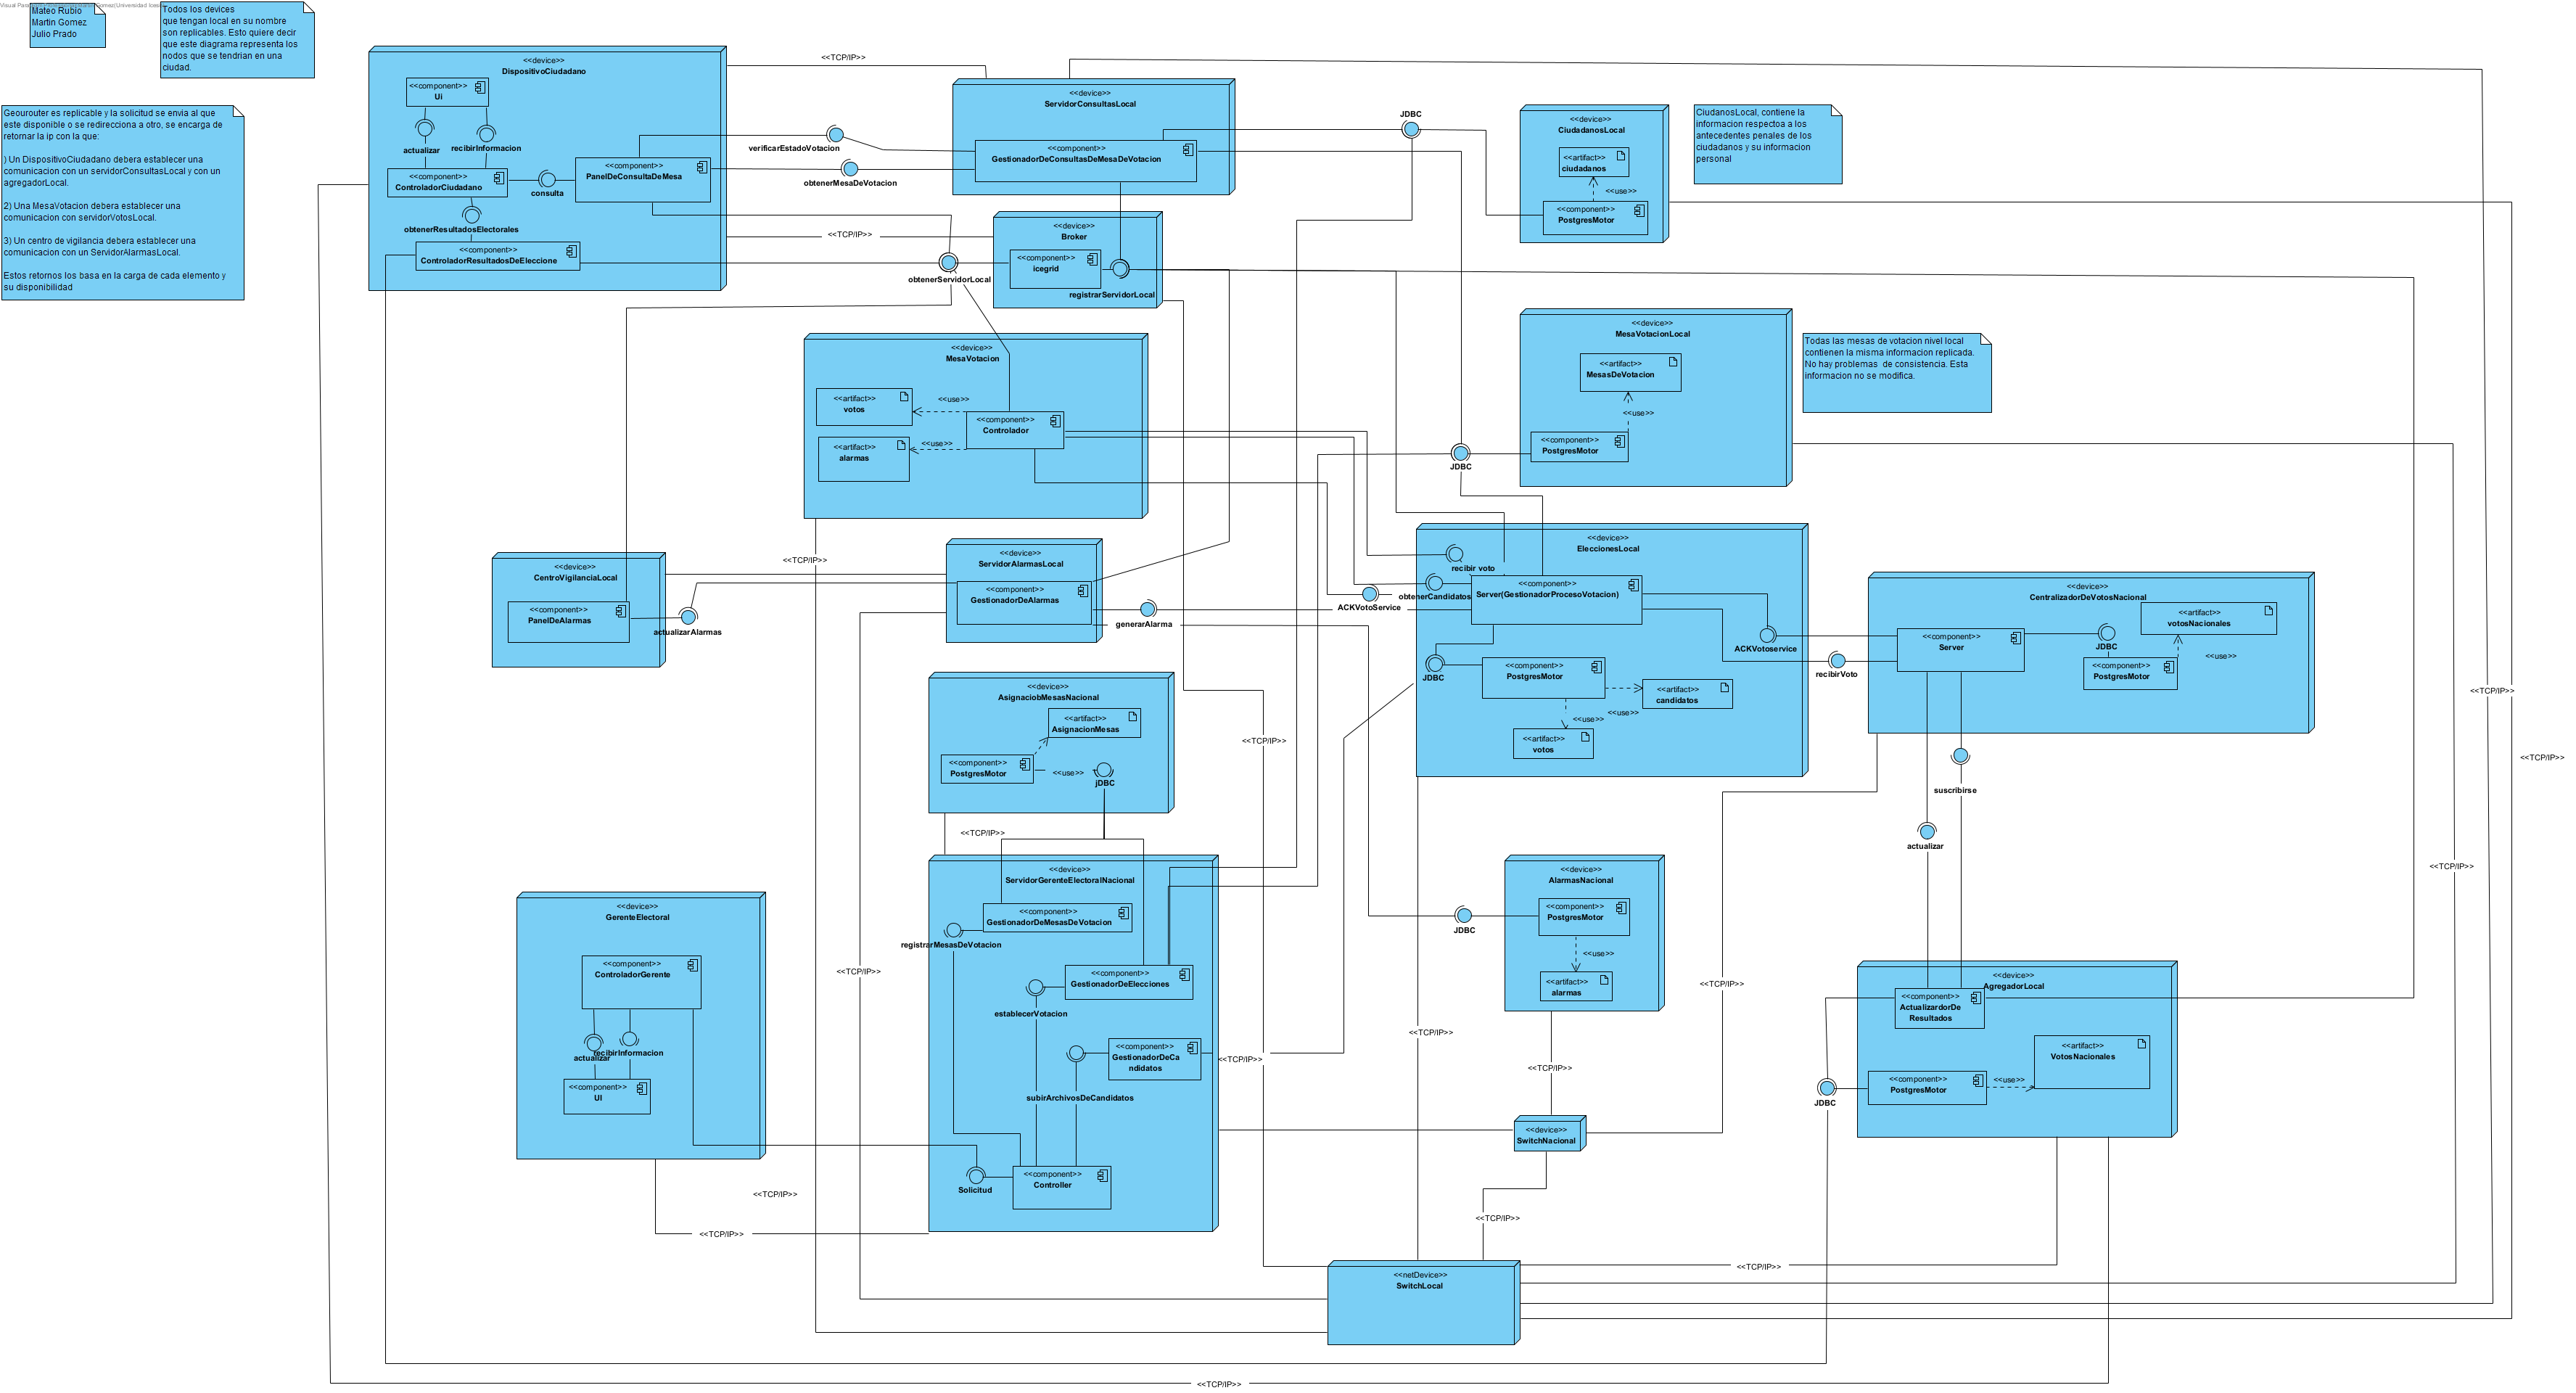 Mateo Rubio
Martin Gomez
Julio Prado
Todos los devices
que tengan local en su nombre
son replicables. Esto quiere decir
que este diagrama representa los
nodos que se tendrian en una
ciudad.
Geourouter es replicable y la solicitud se envia al que
este disponible o se redirecciona a otro, se encarga de
retornar la ip con la que:
) Un DispositivoCiudadano debera establecer una
comunicacion con un servidorConsultasLocal y con un
agregadorLocal.
2) Una MesaVotacion debera establecer una
comunicacion con servidorVotosLocal.
3) Un centro de vigilancia debera establecer una
comunicacion con un ServidorAlarmasLocal.
Estos retornos los basa en la carga de cada elemento y
su disponibilidad
<<device>>
DispositivoCiudadano
<<component>>
Ui
actualizar
recibirInformacion
<<component>>
ControladorCiudadano
consulta
<<component>>
PanelDeConsultaDeMesa
obtenerResultadosElectorales
<<component>>
ControladorResultadosDeEleccione
<<TCP/IP>>
verificarEstadoVotacion
obtenerMesaDeVotacion
<<TCP/IP>>
obtenerServidorLocal
<<device>>
ServidorConsultasLocal
<<component>>
GestionadorDeConsultasDeMesaDeVotacion
<<device>>
Broker
<<component>>
icegrid
registrarServidorLocal
JDBC
<<device>>
CiudadanosLocal
<<artifact>>
ciudadanos
<<use>>
<<component>>
PostgresMotor
CiudanosLocal, contiene la
informacion respectoa a los
antecedentes penales de los
ciudadanos y su informacion
personal
<<device>>
MesaVotacion
<<artifact>>
votos
<<use>>
<<component>>
Controlador
<<artifact>>
alarmas
<<use>>
<<device>>
MesaVotacionLocal
<<artifact>>
MesasDeVotacion
<<use>>
<<component>>
PostgresMotor
JDBC
Todas las mesas de votacion nivel local
contienen la misma informacion replicada.
No hay problemas de consistencia. Esta
informacion no se modifica.
<<device>>
CentroVigilanciaLocal
<<component>>
PanelDeAlarmas
actualizarAlarmas
<<TCP/IP>>
<<device>>
ServidorAlarmasLocal
<<component>>
GestionadorDeAlarmas
generarAlarma
ACKVotoService
<<device>>
EleccionesLocal
recibir voto
obtenerCandidatos
<<component>>
Server(GestionadorProcesoVotacion)
JDBC
<<component>>
PostgresMotor
<<use>>
<<use>>
<<artifact>>
candidatos
<<artifact>>
votos
ACKVotoservice
recibirVoto
<<device>>
CentralizadorDeVotosNacional
<<artifact>>
votosNacionales
<<component>>
Server
JDBC
<<use>>
<<component>>
PostgresMotor
suscribirse
actualizar
<<TCP/IP>>
<<TCP/IP>>
<<TCP/IP>>
<<device>>
AsignaciobMesasNacional
<<artifact>>
AsignacionMesas
<<component>>
PostgresMotor
<<use>>
jDBC
<<TCP/IP>>
<<TCP/IP>>
<<device>>
ServidorGerenteElectoralNacional
<<component>>
GestionadorDeMesasDeVotacion
registrarMesasDeVotacion
<<component>>
GestionadorDeElecciones
establecerVotacion
<<component>>
GestionadorDeCa
ndidatos
subirArchivosDeCandidatos
<<component>>
Controller
Solicitud
<<TCP/IP>>
<<TCP/IP>>
<<device>>
GerenteElectoral
<<component>>
ControladorGerente
actualizar
recibirInformacion
<<component>>
UI
<<TCP/IP>>
<<TCP/IP>>
<<device>>
AlarmasNacional
<<component>>
PostgresMotor
<<use>>
<<artifact>>
alarmas
JDBC
<<TCP/IP>>
<<TCP/IP>>
<<TCP/IP>>
<<device>>
SwitchNacional
<<TCP/IP>>
<<device>>
AgregadorLocal
<<component>>
ActualizardorDe
Resultados
<<artifact>>
VotosNacionales
<<component>>
PostgresMotor
<<use>>
JDBC
<<netDevice>>
SwitchLocal
<<TCP/IP>>
<<TCP/IP>>